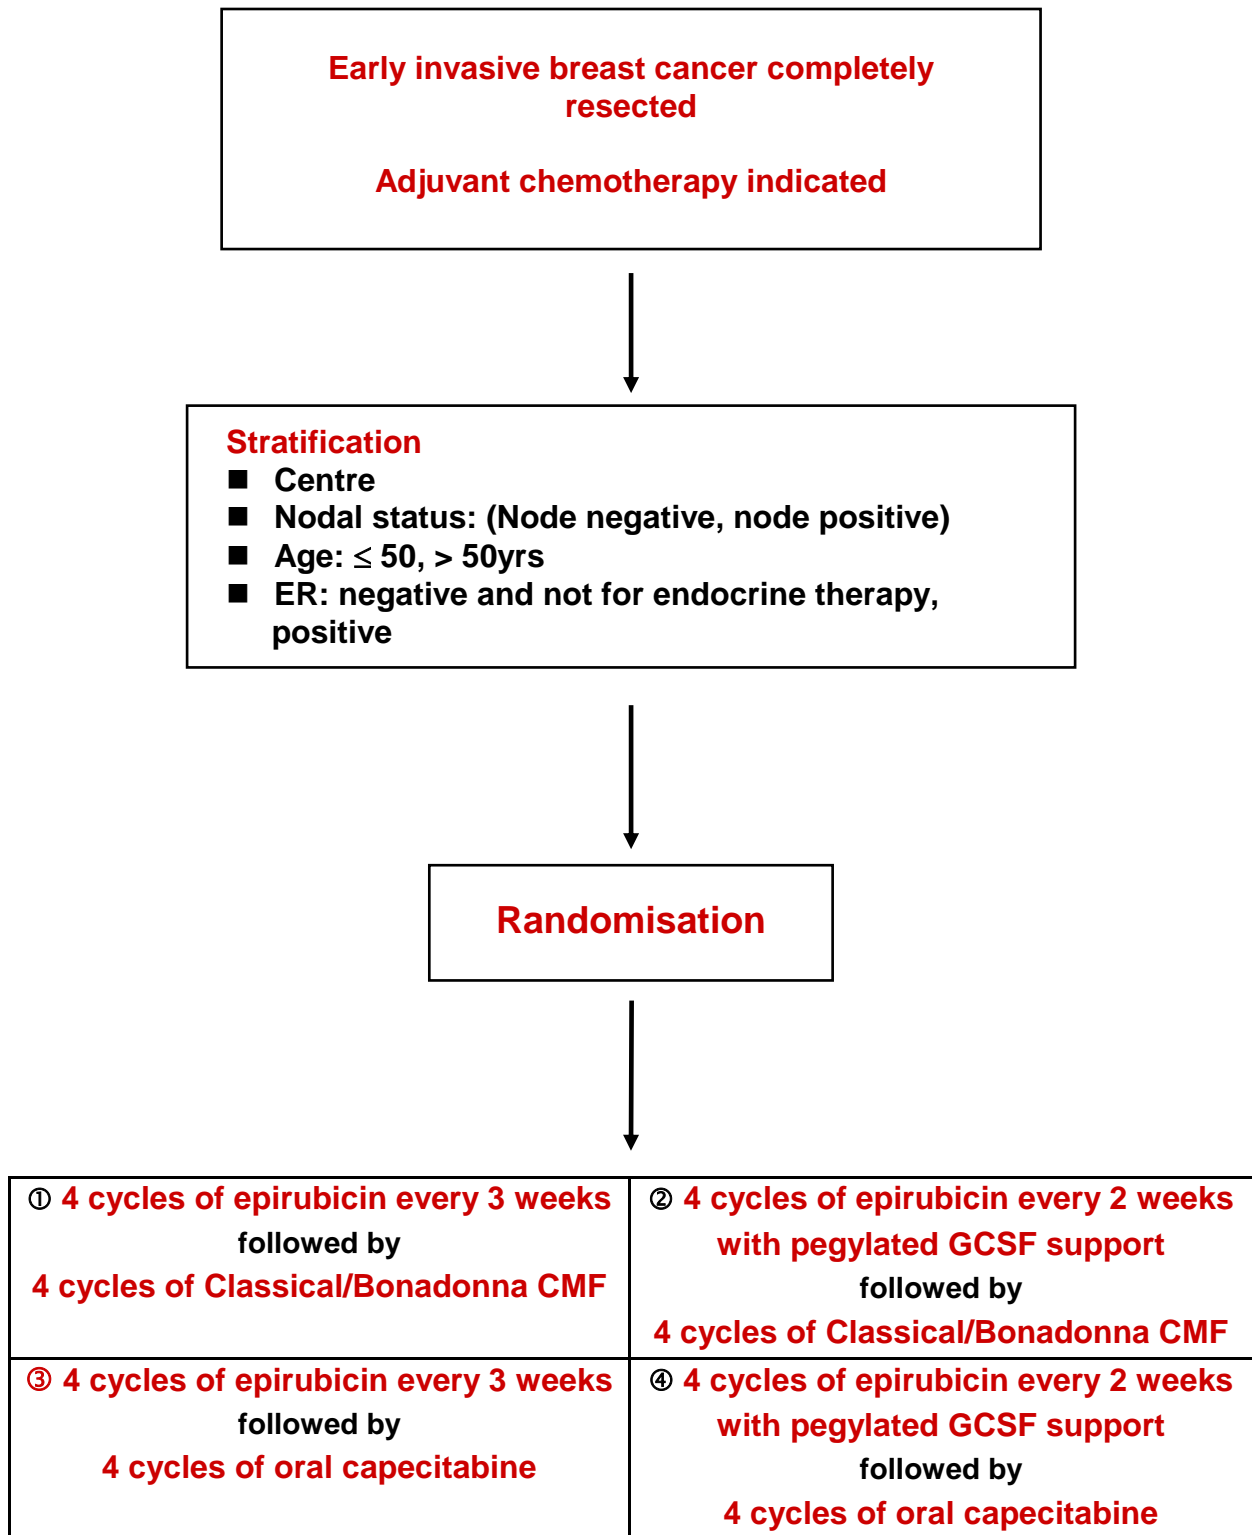 Early invasive breast cancer completely
resected
Adjuvant chemotherapy indicated
Stratification
■ Centre
■ Nodal status: (Node negative, node positive)
■ Age: ≤ 50, > 50yrs
■ ER: negative and not for endocrine therapy,
positive
Randomisation
① 4 cycles of epirubicin every 3 weeks
followed by
4 cycles of Classical/Bonadonna CMF
② 4 cycles of epirubicin every 2 weeks
with pegylated GCSF support
followed by
4 cycles of Classical/Bonadonna CMF
③ 4 cycles of epirubicin every 3 weeks
followed by
4 cycles of oral capecitabine
④ 4 cycles of epirubicin every 2 weeks
with pegylated GCSF support
followed by
4 cycles of oral capecitabine